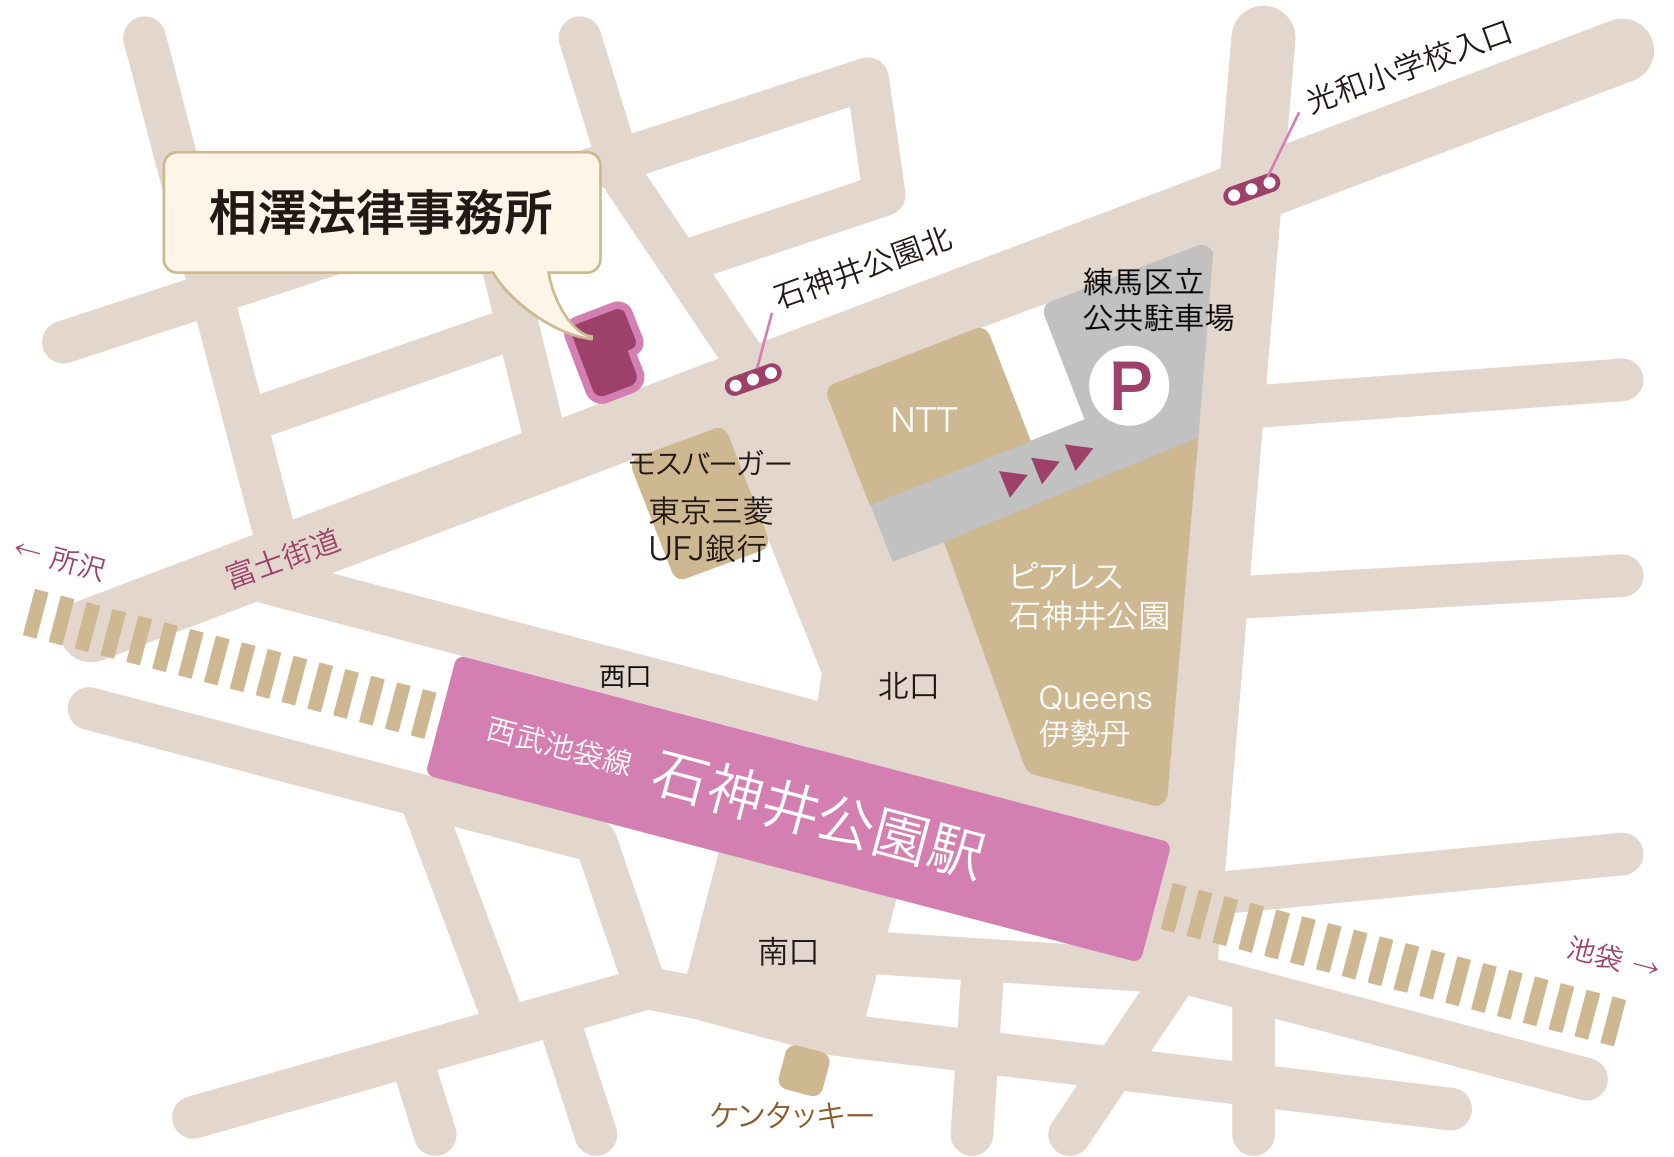 光和小学校入口
相澤法律事務所
石神井公園北
練馬区立
公共駐車場
P
NTT
モスバーガー
東京三菱
UFJ銀行
← 所沢
富士街道
ピアレス
石神井公園
西口
北口
Queens
伊勢丹
西武池袋線 石神井公園駅
南口
池袋 →
ケンタッキー